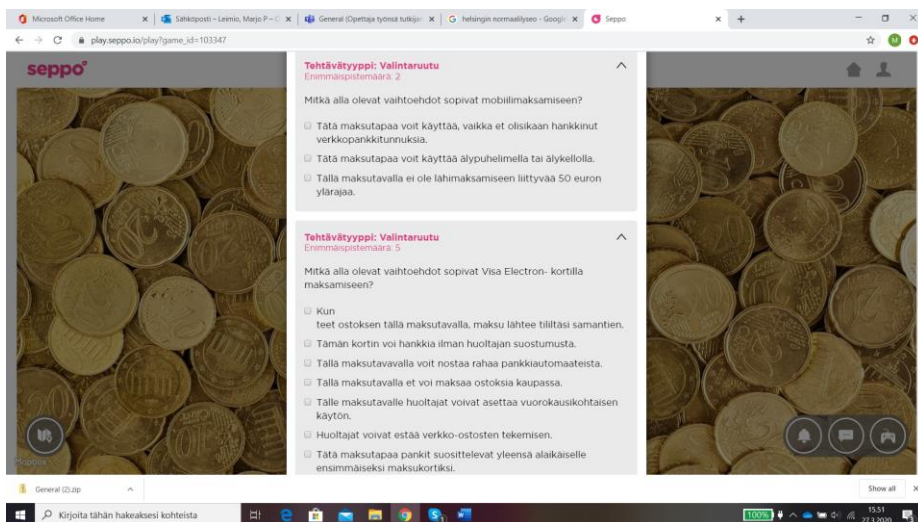 Microsoft Office Home
Sähköposti – Leimio, Marjo P – O
General (Opettaja työnsä tutkijan
helsingin normaalilyseo - Google
Seppo
play.seppo.io/play?game_id=103347
M
seppo
Tehtävätyyppi: Valintaruutu
Enimmäispistemäärä: 2
Mitkä alla olevat vaihtoehdot sopivat mobiilimaksamiseen?
Tätä maksutapaa voit käyttää, vaikka et olisikaan hankkinut
verkkopankkitunnuksia.
Tätä maksutapaa voit käyttää älypuhelimella tai älykellolla.
Tällä maksutavalla ei ole lähimaksamiseen liittyvää 50 euron
ylärajaa.
Tehtävätyyppi: Valintaruutu
Enimmäispistemäärä: 5
Mitkä alla olevat vaihtoehdot sopivat Visa Electron- kortilla
maksamiseen?
Kun
teet ostoksen tällä maksutavalla, maksu lähtee tililtäsi samantien.
Tämän kortin voi hankkia ilman huoltajan suostumusta.
Tällä maksutavavalla voit nostaa rahaa pankkiautomaateista.
Tällä maksutavalla et voi maksaa ostoksia kaupassa.
Tälle maksutavalle huoltajat voivat asettaa vuorokausikohtaisen
käytön.
Huoltajat voivat estää verkko-ostosten tekemisen.
Tätä maksutapaa pankit suosittelevat yleensä alaikäiselle
ensimmäiseksi maksukortiksi.
Mapbox
General (2).zip
Show all
Kirjoita tähän hakeaksesi kohteista
100%
15.51
27.3.2020